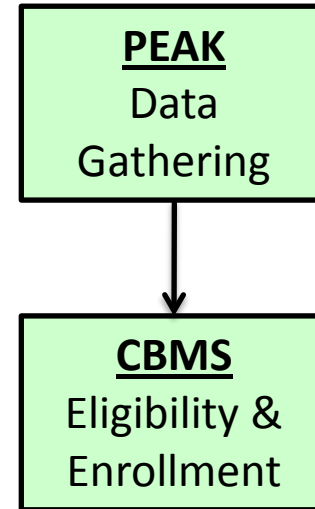 PEAK
Data
Gathering
CBMS
Eligibility &
Enrollment